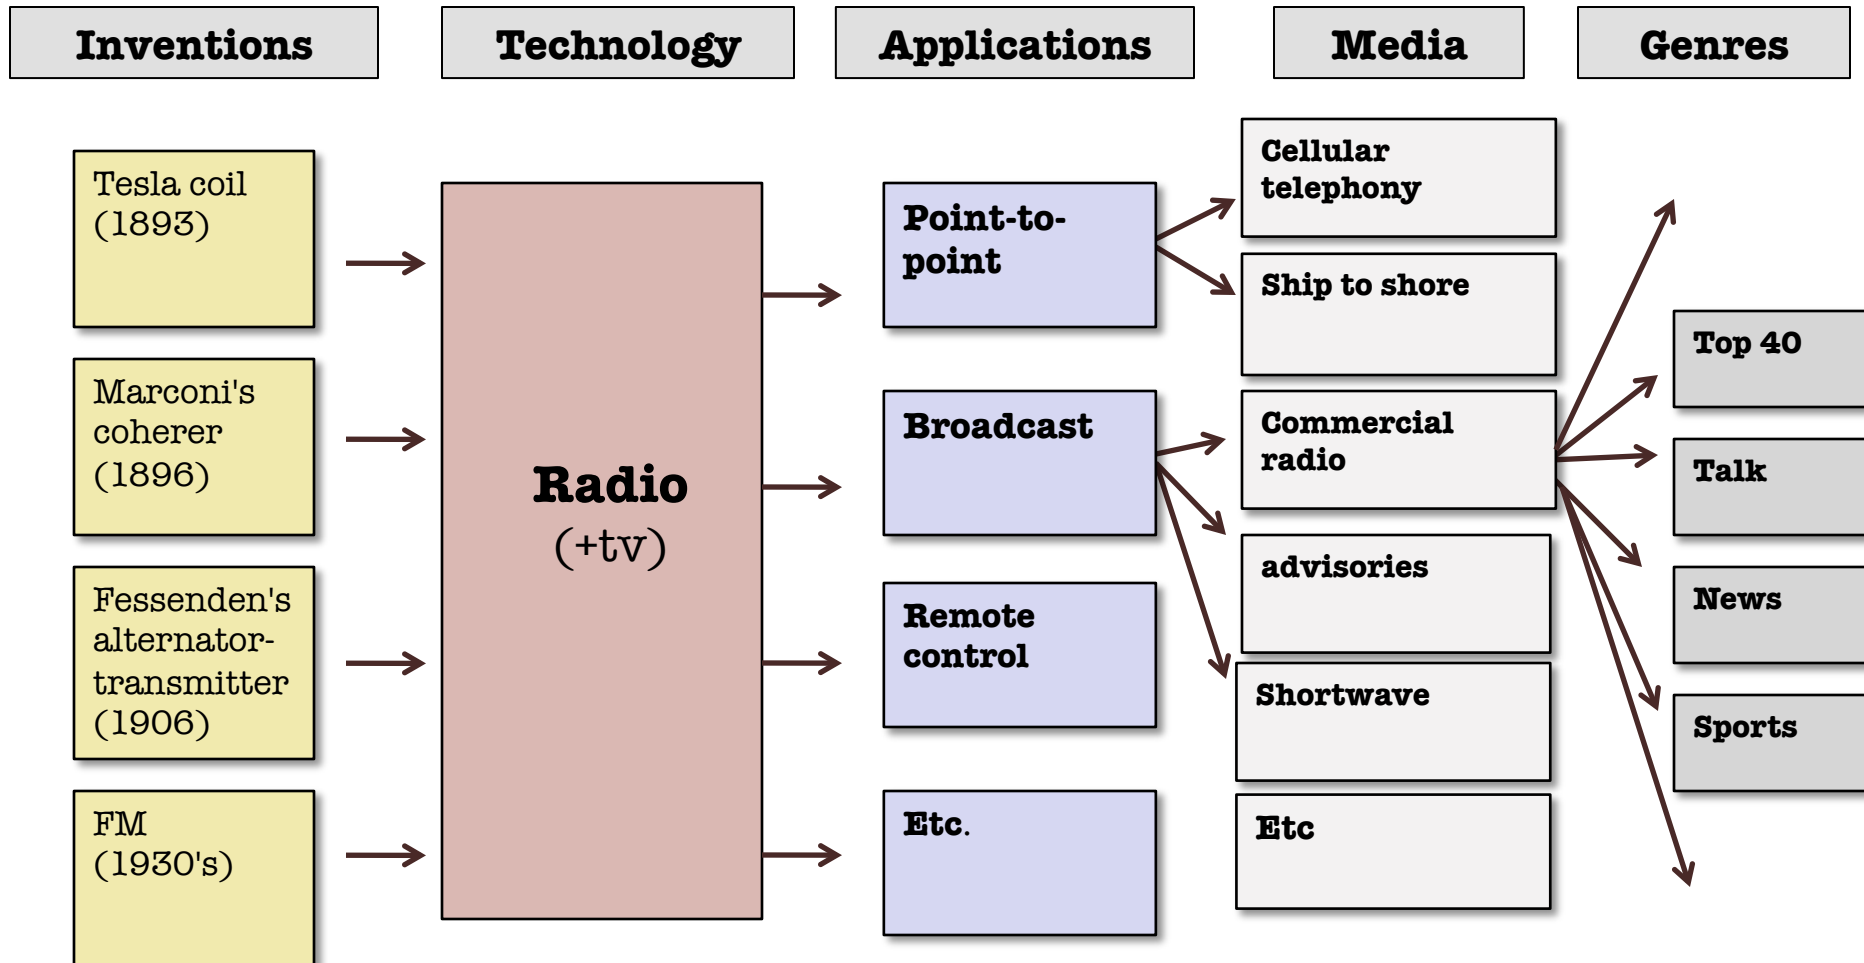 Inventions
Technology
Applications
Media
Genres
Tesla coil
(1893)
Marconi's
coherer
(1896)
Fessenden's
alternator-
transmitter
(1906)
FM
(1930's)
Radio
(+tv)
Point-to-
point
Broadcast
Remote
control
Etc.
Cellular
telephony
Ship to shore
Commercial
radio
advisories
Shortwave
Etc
Top 40
Talk
News
Sports